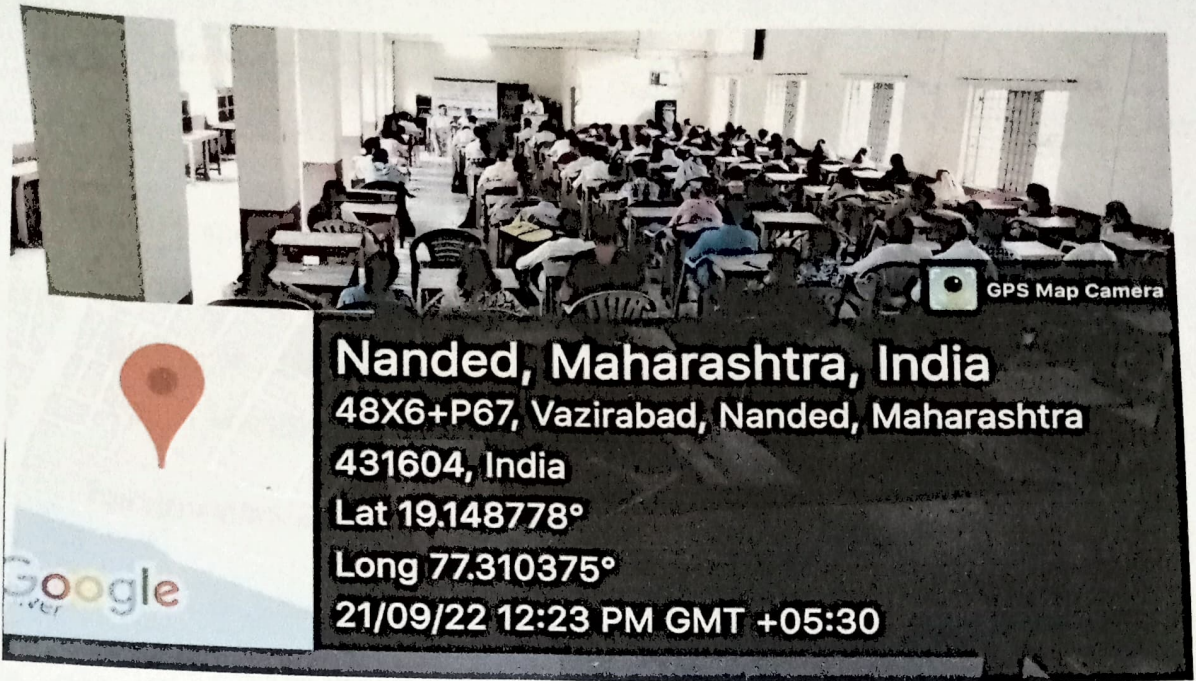 GPS Map Camera
Nanded, Maharashtra, India
48X6+P67, Vazirabad, Nanded, Maharashtra
431604, India
Lat 19.148778°
Long 77.310375°
21/09/22 12:23 PM GMT +05:30
Google